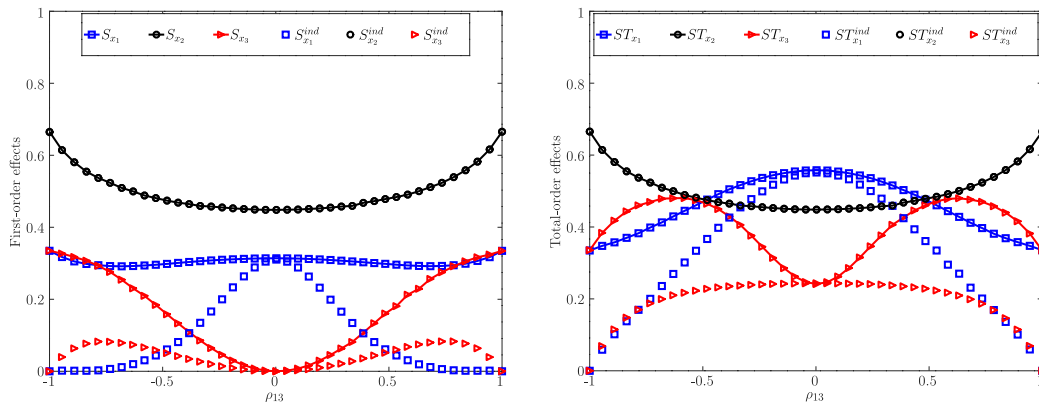 S_{x_1} S_{x_2} S_{x_3} S_{x_1}^{ind} S_{x_2}^{ind} S_{x_3}^{ind}
1
0.8
0.6
0.4
0.2
0
First-order effects
-1 -0.5 0 0.5 1
ρ_{13}
ST_{x_1} ST_{x_2} ST_{x_3} ST_{x_1}^{ind} ST_{x_2}^{ind} ST_{x_3}^{ind}
1
0.8
0.6
0.4
0.2
0
Total-order effects
-1 -0.5 0 0.5 1
ρ_{13}